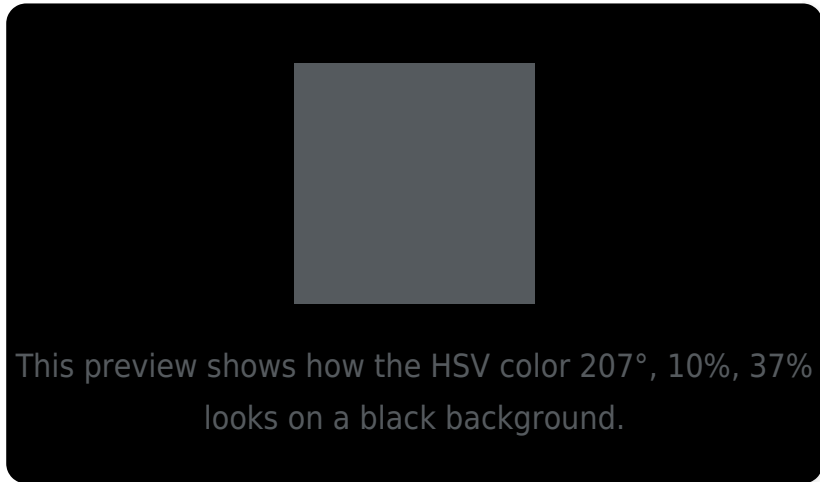 This preview shows how the HSV color 207°, 10%, 37%
looks on a black background.